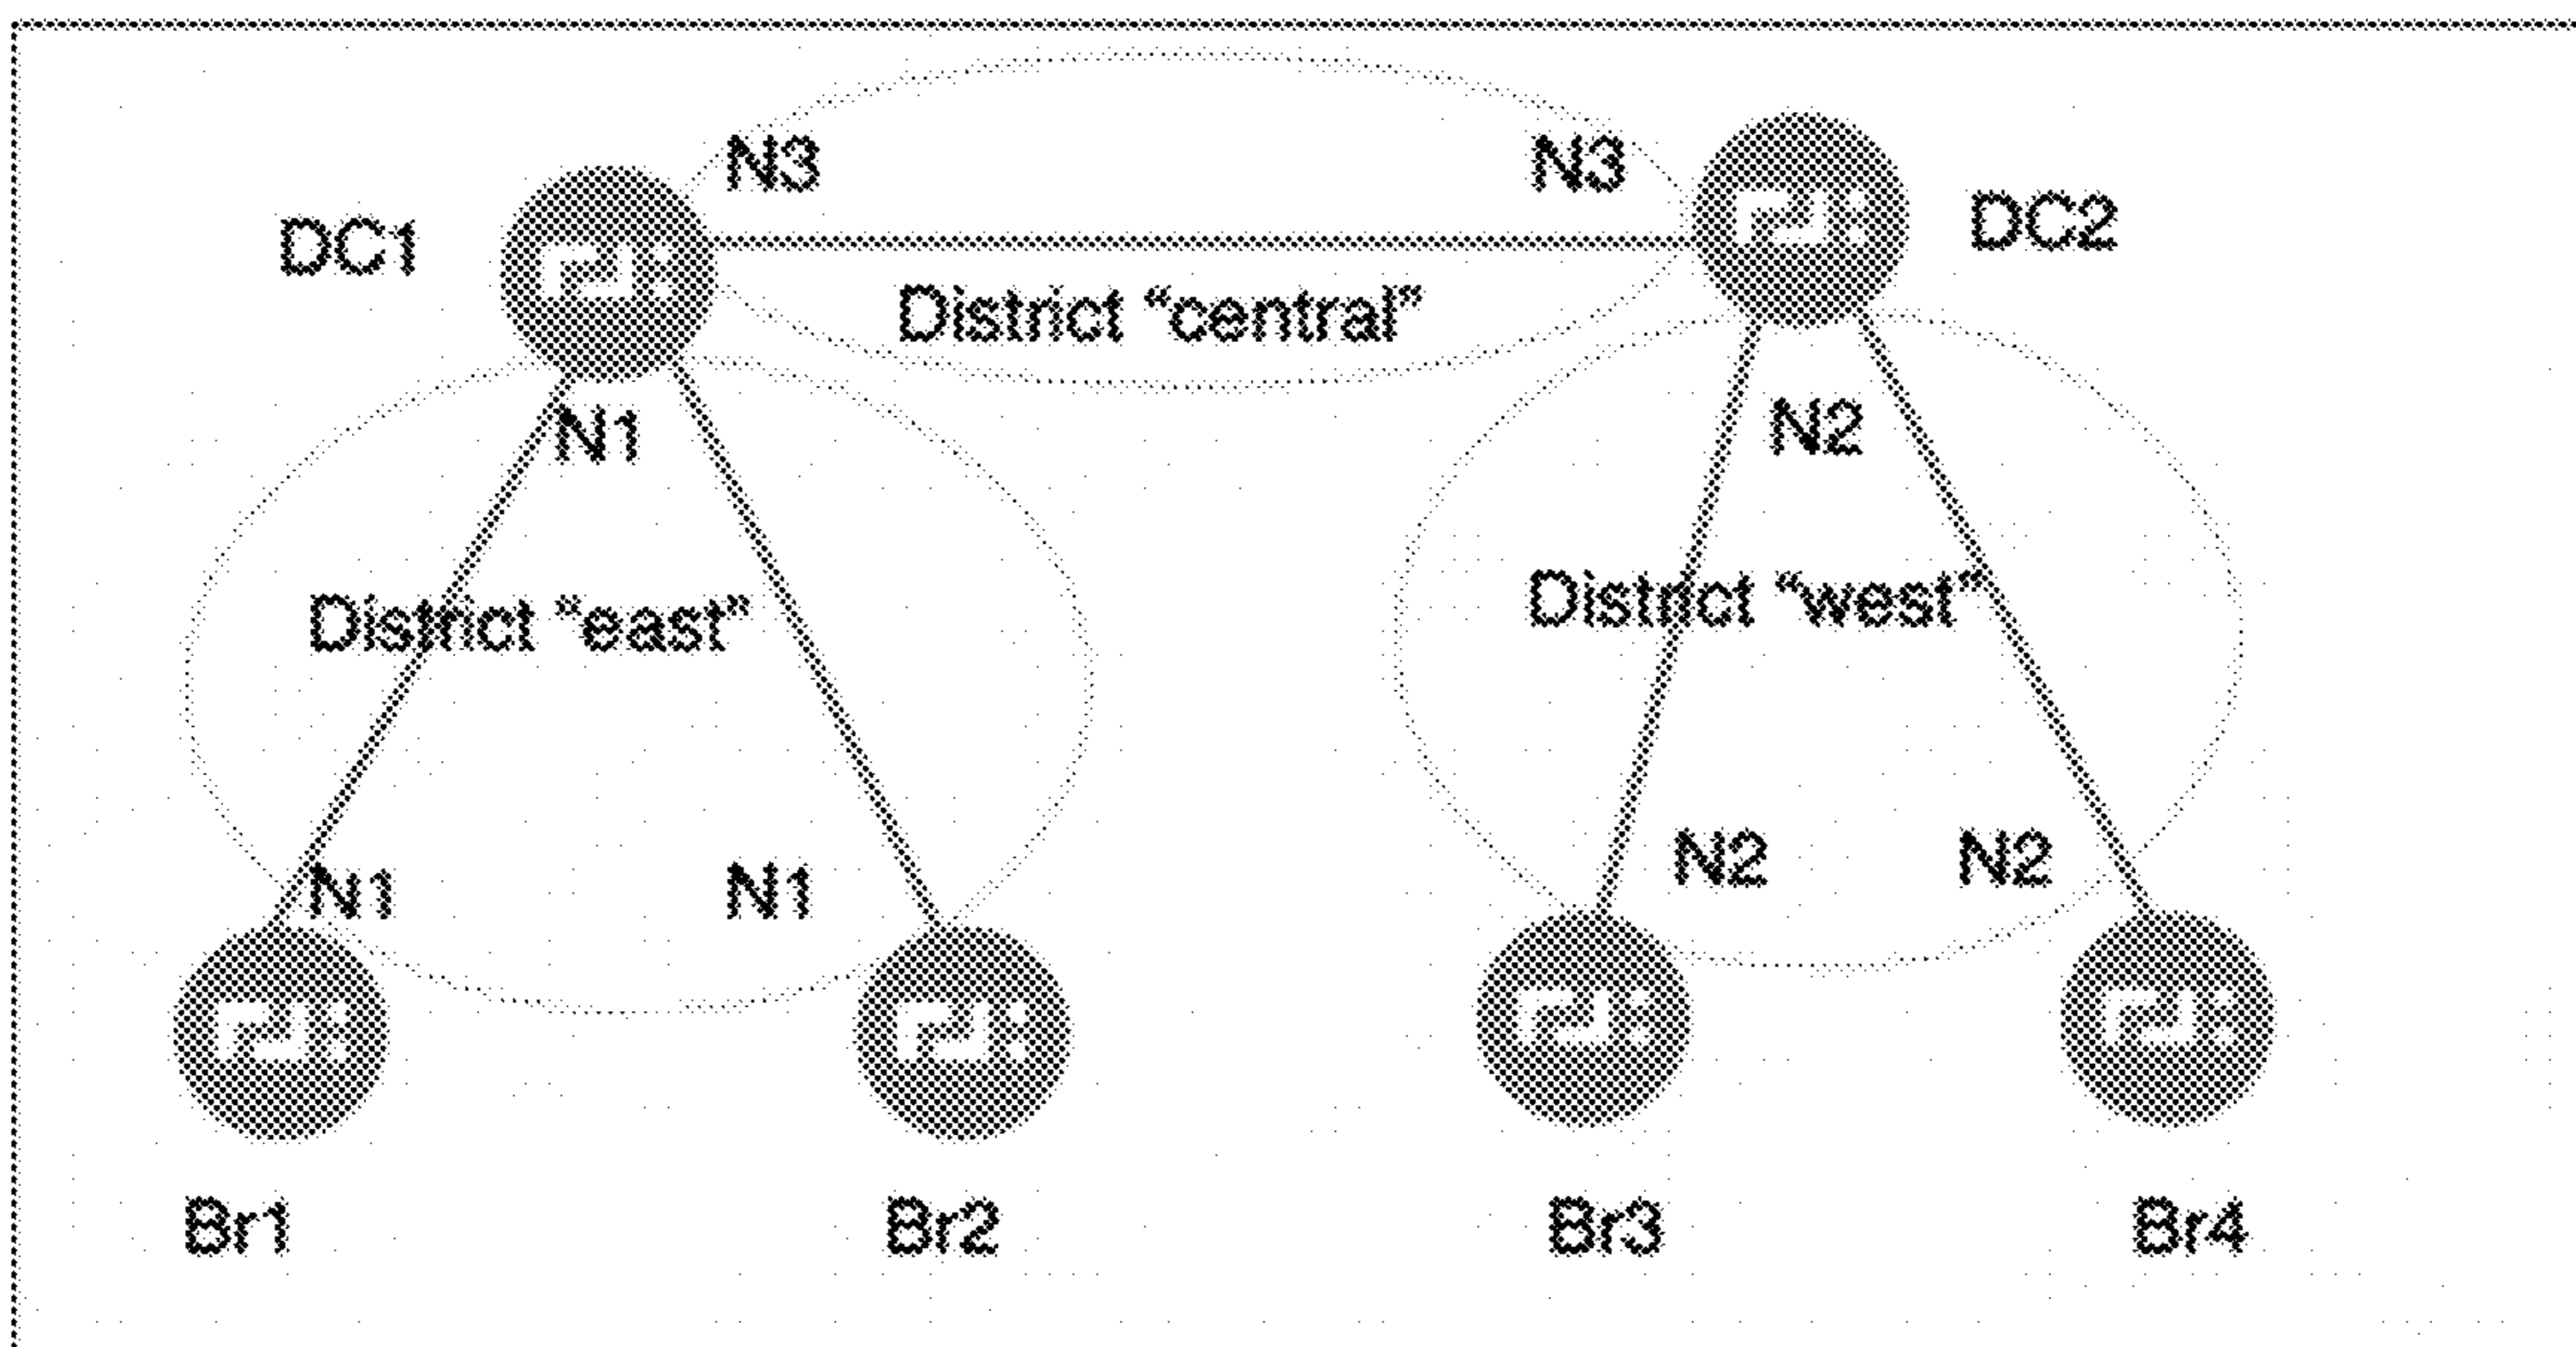 N3
N3
DC1
DC2
District “central”
N1
N2
District “east”
District “west”
N1
N1
N2
N2
Br1
Br2
Br3
Br4